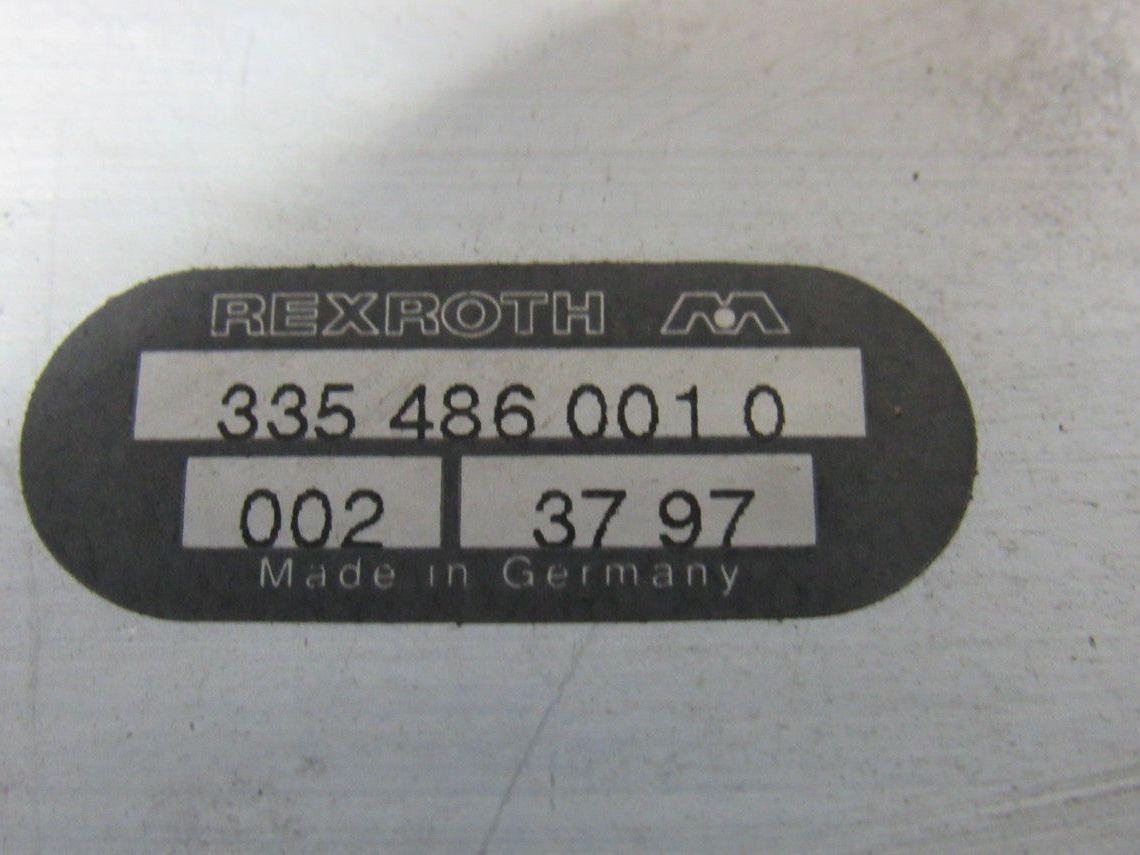 REXROTH
335 486 001 0
002 37 97
Made in Germany